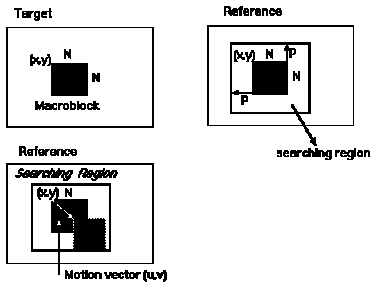 Target
N
(x,y)
N
Macroblock
Reference
(x,y) N
P
N
P
searching region
Reference
Searching Region
(x,y) N
Motion vector (u,v)